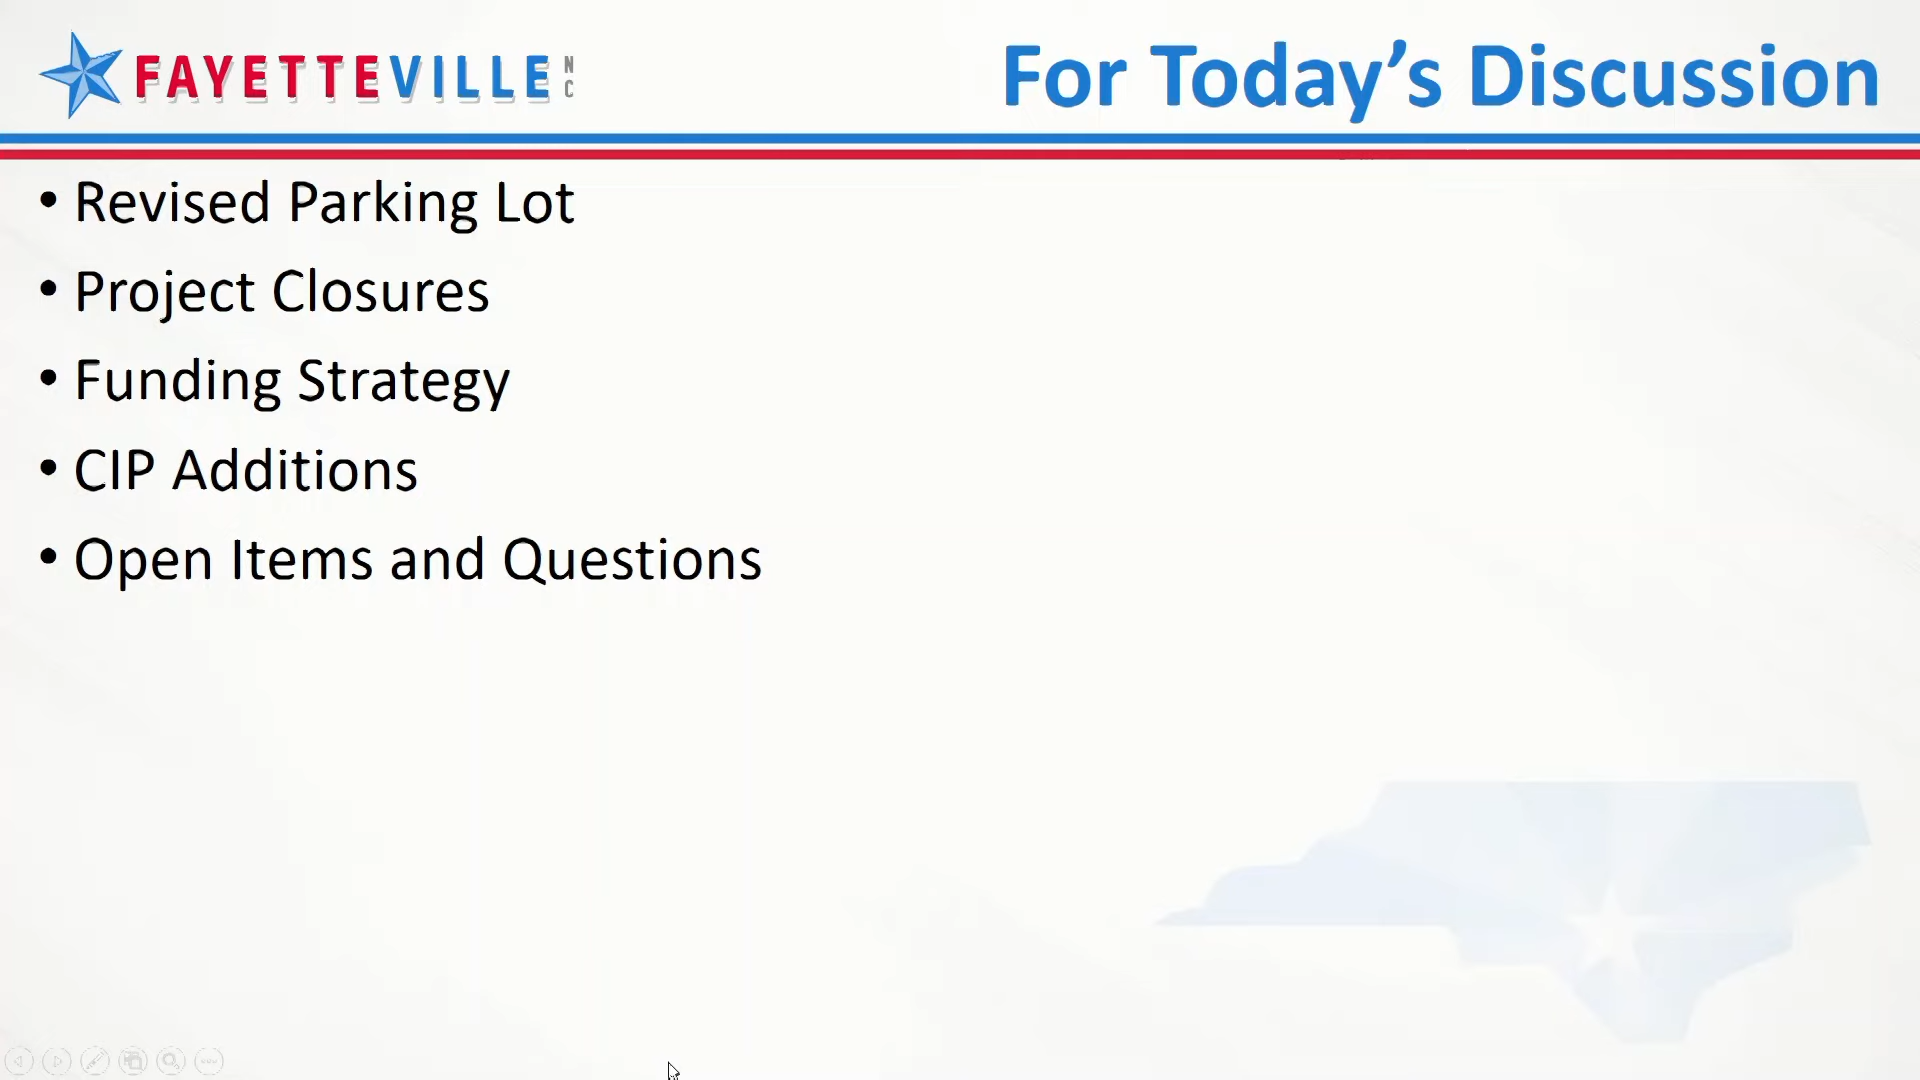 FAYETTEVILLE NC
For Today's Discussion
• Revised Parking Lot
• Project Closures
• Funding Strategy
• CIP Additions
• Open Items and Questions